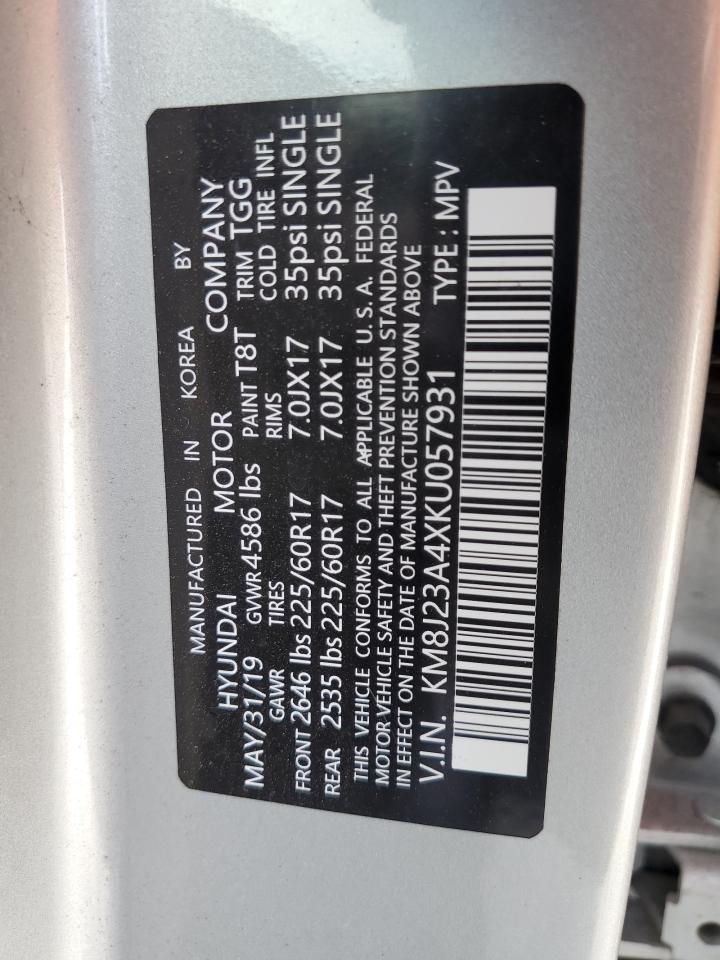 MANUFACTURED IN KOREA BY
HYUNDAI MOTOR COMPANY
MAY/31/19 GVWR 4586 lbs PAINT T8T TRIM TGG
GAWR TIRES RIMS COLD TIRE INFL
FRONT 2646 lbs 225/60R17 7.0JX17 35psi SINGLE
REAR 2535 lbs 225/60R17 7.0JX17 35psi SINGLE
THIS VEHICLE CONFORMS TO ALL APPLICABLE U.S.A. FEDERAL
MOTOR VEHICLE SAFETY AND THEFT PREVENTION STANDARDS
IN EFFECT ON THE DATE OF MANUFACTURE SHOWN ABOVE
V.I.N. KM8J23A4XKU057931 TYPE : MPV